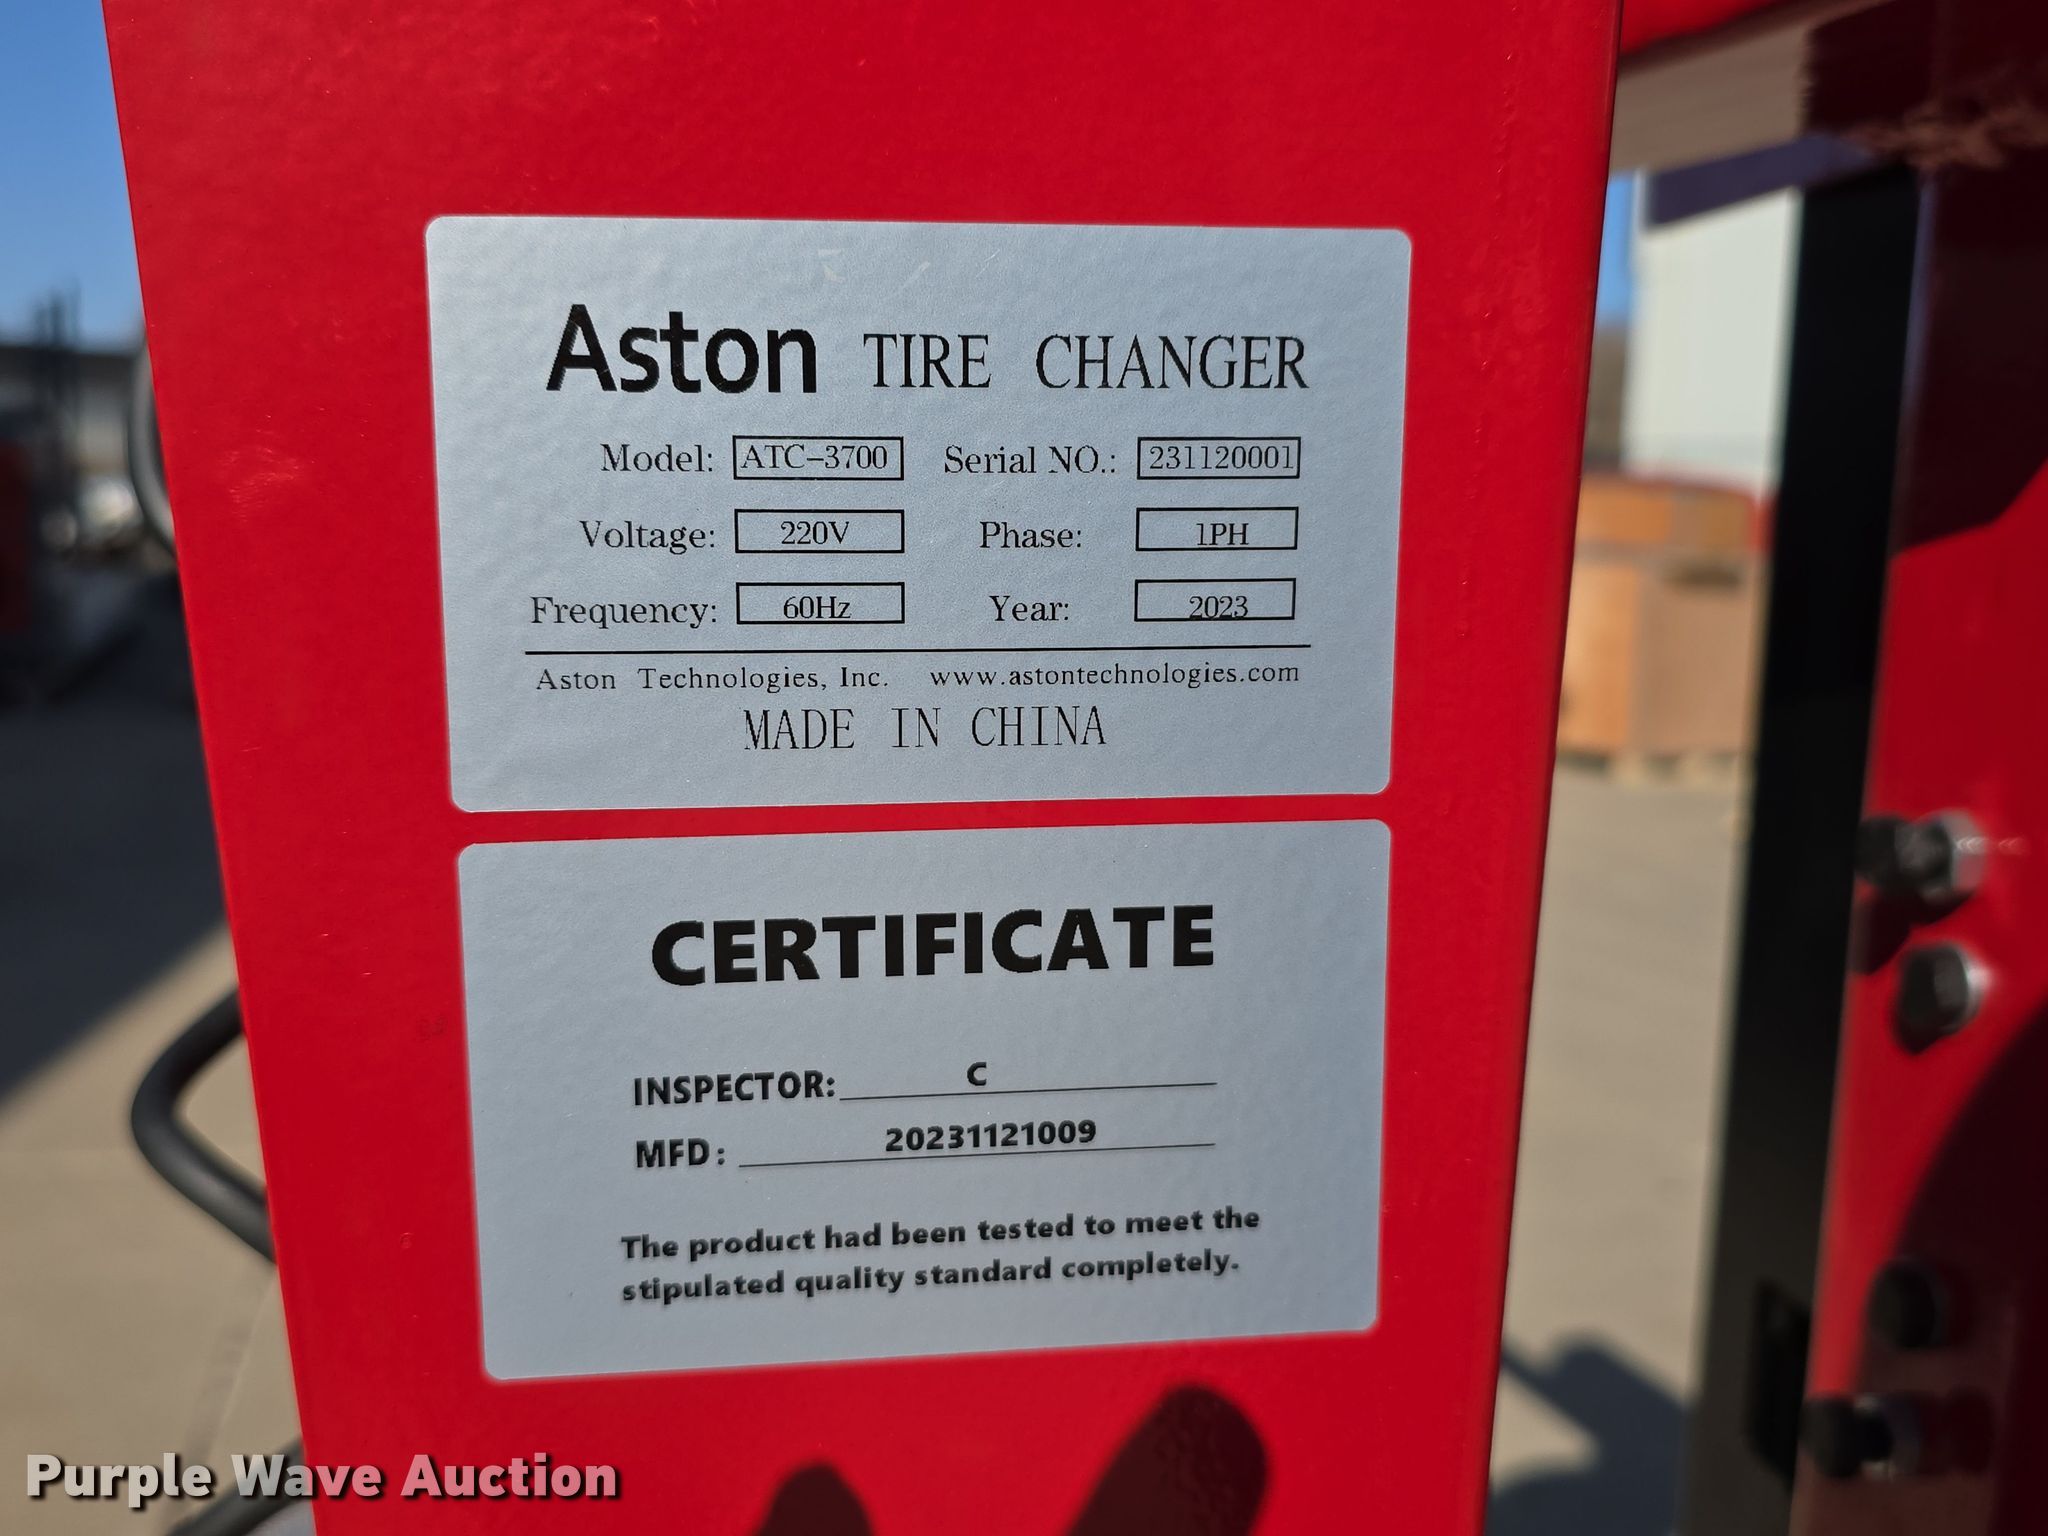 Aston TIRE CHANGER
Model: ATC-3700 Serial NO.: 231120001
Voltage: 220V Phase: 1PH
Frequency: 60Hz Year: 2023
Aston Technologies, Inc. www.astontechnologies.com
MADE IN CHINA
CERTIFICATE
INSPECTOR: C
MFD: 20231121009
The product had been tested to meet the
stipulated quality standard completely.
Purple Wave Auction